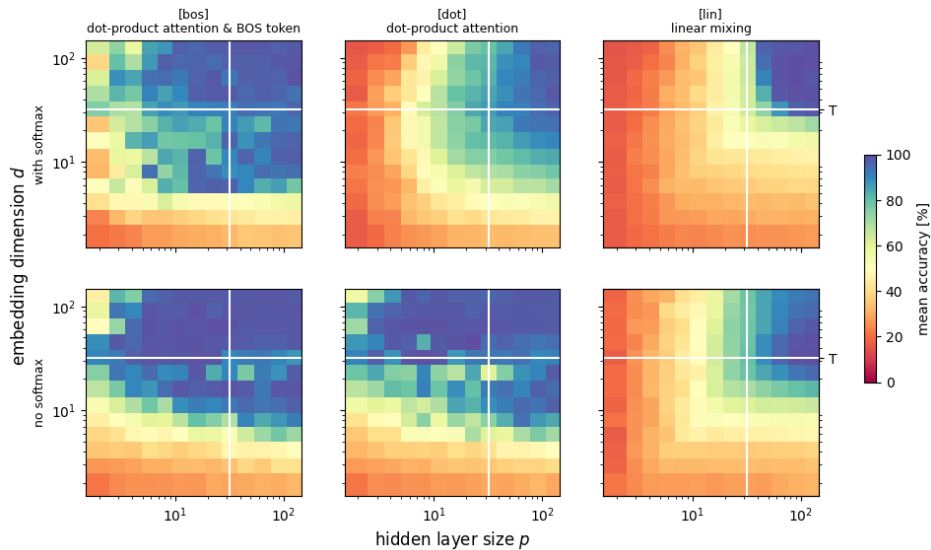 [bos]
dot-product attention & BOS token
[dot]
dot-product attention
[lin]
linear mixing
with softmax
10²
10¹
T
embedding dimension d
no softmax
10²
10¹
T
10¹
10²
10¹
10²
10¹
10²
hidden layer size p
100
80
60
40
20
0
mean accuracy [%]